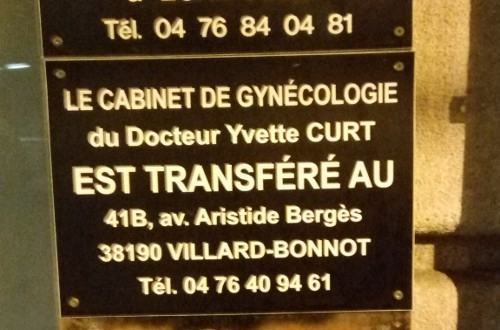 Tél. 04 76 84 04 81
LE CABINET DE GYNÉCOLOGIE
du Docteur Yvette CURT
EST TRANSFÉRÉ AU
41B, av. Aristide Bergès
38190 VILLARD-BONNOT
Tél. 04 76 40 94 61